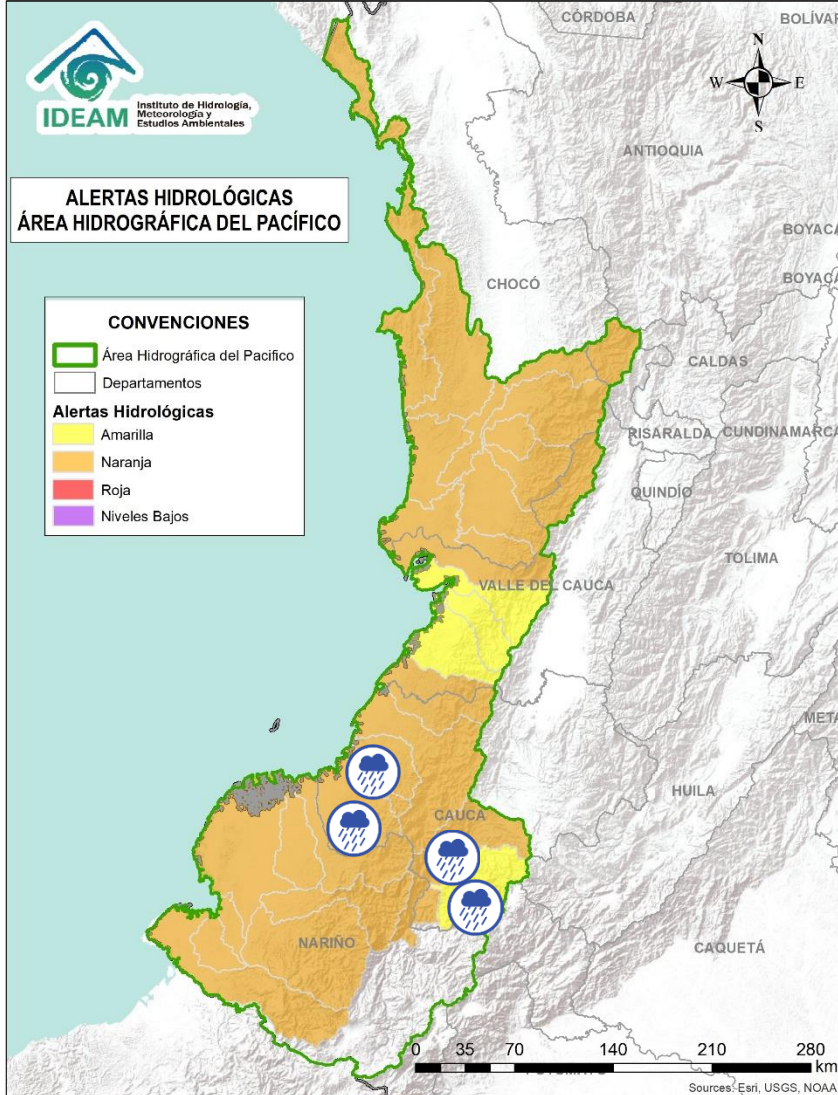 CÓRDOBA
BOLÍVAR
IDEAM
Instituto de Hidrología,
Meteorología y
Estudios Ambientales
N
W E
S
ANTIOQUIA
ALERTAS HIDROLÓGICAS
ÁREA HIDROGRÁFICA DEL PACÍFICO
BOYACÁ
BOYACÁ
CHOCÓ
CONVENCIONES
Área Hidrográfica del Pacifico
Departamentos
Alertas Hidrológicas
Amarilla
Naranja
Roja
Niveles Bajos
CALDAS
RISARALDA
CUNDINAMARCA
QUINDÍO
TOLIMA
VALLE DEL CAUCA
META
HUILA
CAUCA
NARIÑO
CAQUETÁ
0 35 70 140 210 280
km
Sources: Esri, USGS, NOAA